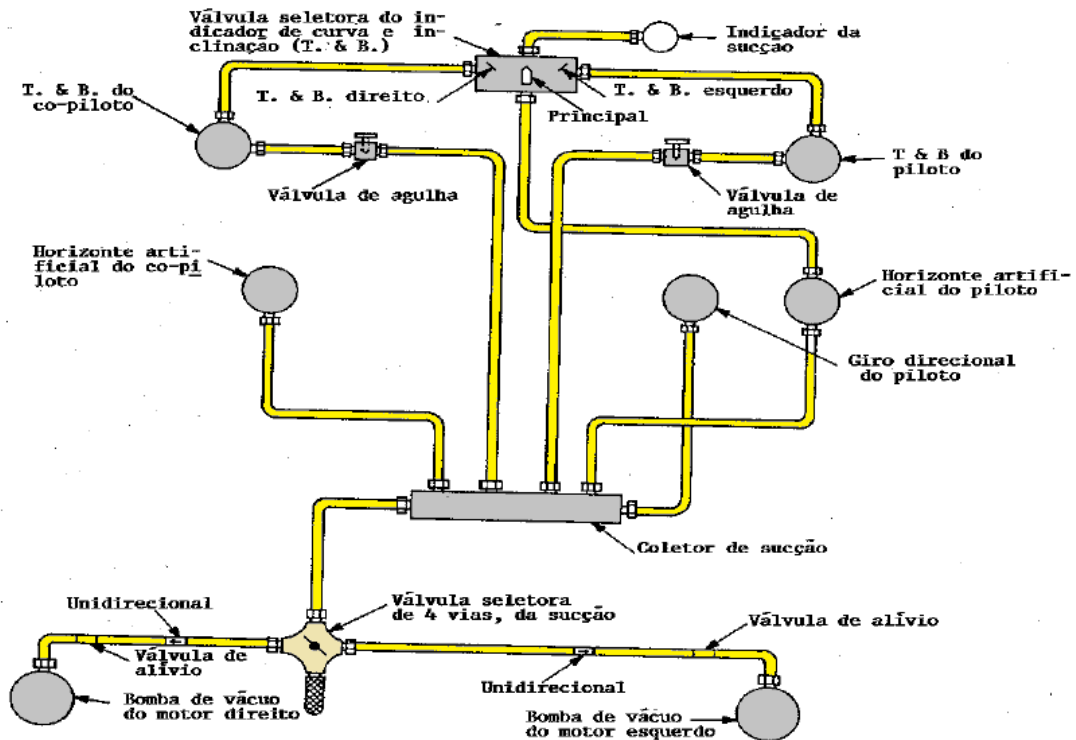 Válvula seletora do in-
dicador de curva e in-
clinação (T. & B.)
Indiçador da
sucção
T. & B. do
co-piloto
T. & B. direito
T. & B. esquerdo
Principal
Válvula de agulha
Válvula de
agulha
T & B do
piloto
Horizonte arti-
ficial do co-pi
loto
Horizonte artifi-
cial do piloto
Giro direcional
do piloto
Coletor de sucção
Unidirecional
Válvula seletora
de 4 vias, da sucção
Válvula de alívio
Válvula de
alívio
Unidirecional
Bomba de vácuo
do motor direito
Bomba de vácuo
do motor esquerdo